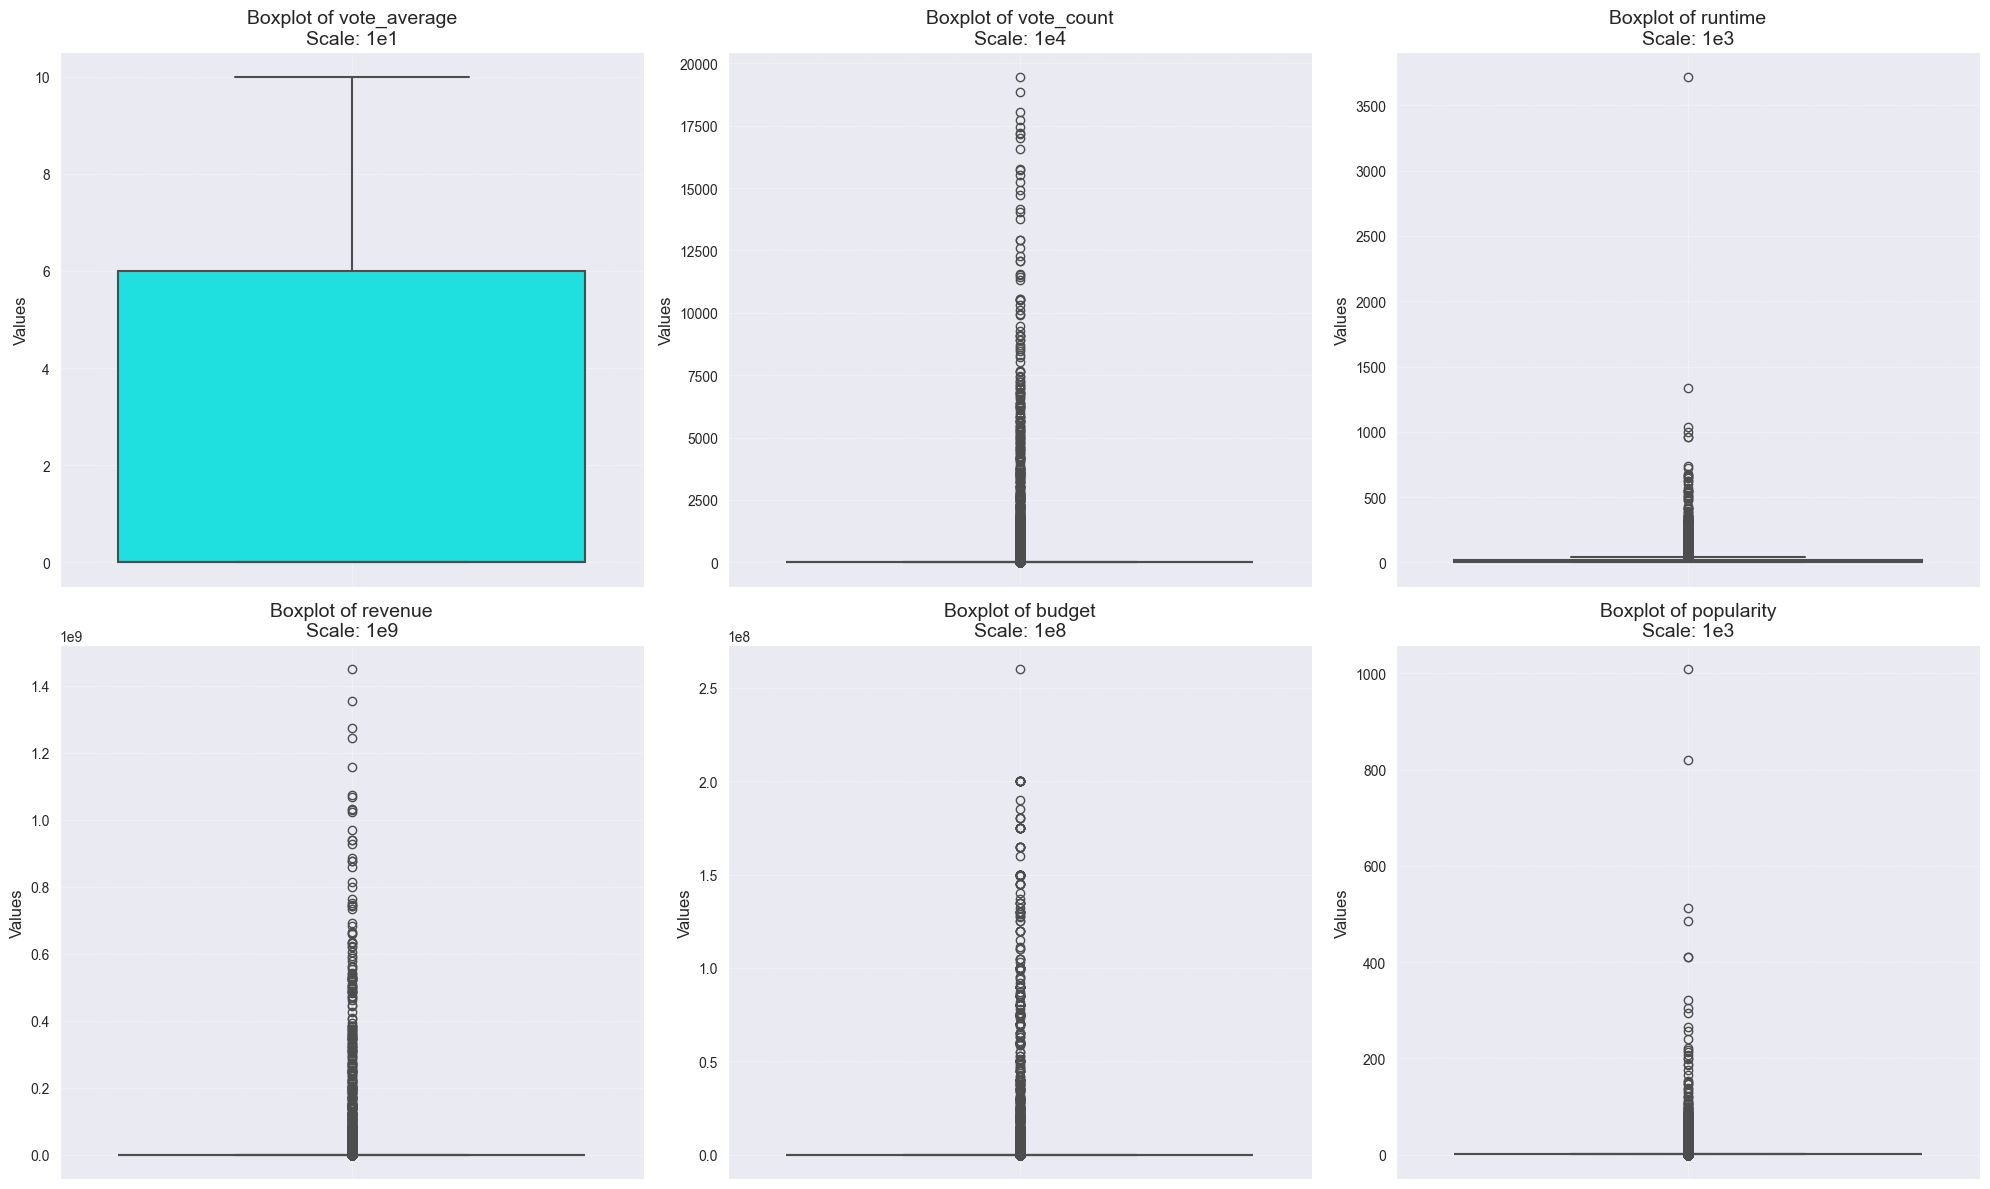 Boxplot of vote_average
Scale: 1e1
10
8
6
4
2
0
Values
Boxplot of vote_count
Scale: 1e4
20000
17500
15000
12500
10000
7500
5000
2500
0
Values
Boxplot of runtime
Scale: 1e3
3500
3000
2500
2000
1500
1000
500
0
Values
Boxplot of revenue
Scale: 1e9
1e9
1.4
1.2
1.0
0.8
0.6
0.4
0.2
0.0
Values
Boxplot of budget
Scale: 1e8
1e8
2.5
2.0
1.5
1.0
0.5
0.0
Values
Boxplot of popularity
Scale: 1e3
1000
800
600
400
200
0
Values